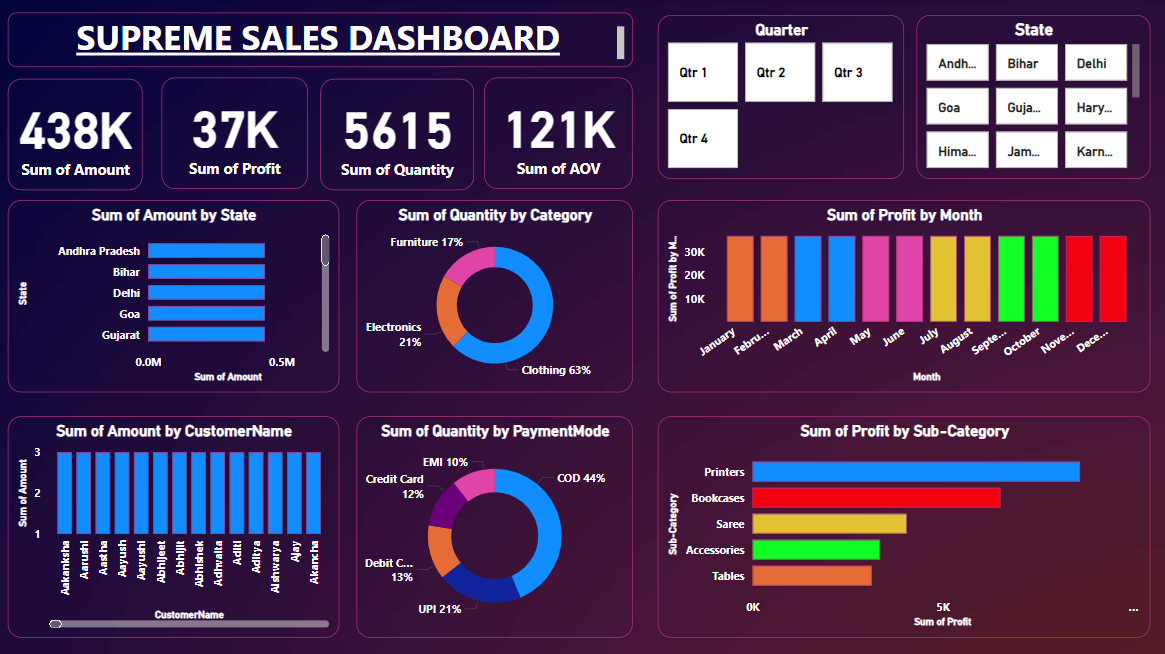 SUPREME SALES DASHBOARD
438K
Sum of Amount
37K
Sum of Profit
5615
Sum of Quantity
121K
Sum of AOV
Quarter
Qtr 1
Qtr 2
Qtr 3
Qtr 4
State
Andh...
Bihar
Delhi
Goa
Guja...
Hary...
Hima...
Jam...
Karn...
Sum of Amount by State
State
Andhra Pradesh
Bihar
Delhi
Goa
Gujarat
0.0M
0.5M
Sum of Amount
Sum of Quantity by Category
Furniture 17%
Electronics
21%
Clothing 63%
Sum of Profit by Month
Sum of Profit by M...
30K
20K
10K
January
Febru...
March
April
May
June
July
August
Septe...
October
Nove...
Dece...
Month
Sum of Amount by CustomerName
Sum of Amount
3
2
1
Aakanksha
Aarushi
Aastha
Aayush
Aayushi
Abhijeet
Abhijit
Abhishek
Adhvaita
Aditi
Aditya
Aishwarya
Ajay
Akancha
CustomerName
Sum of Quantity by PaymentMode
EMI 10%
Credit Card
12%
COD 44%
Debit C...
13%
UPI 21%
Sum of Profit by Sub-Category
Sub-Category
Printers
Bookcases
Saree
Accessories
Tables
0K
5K
...
Sum of Profit